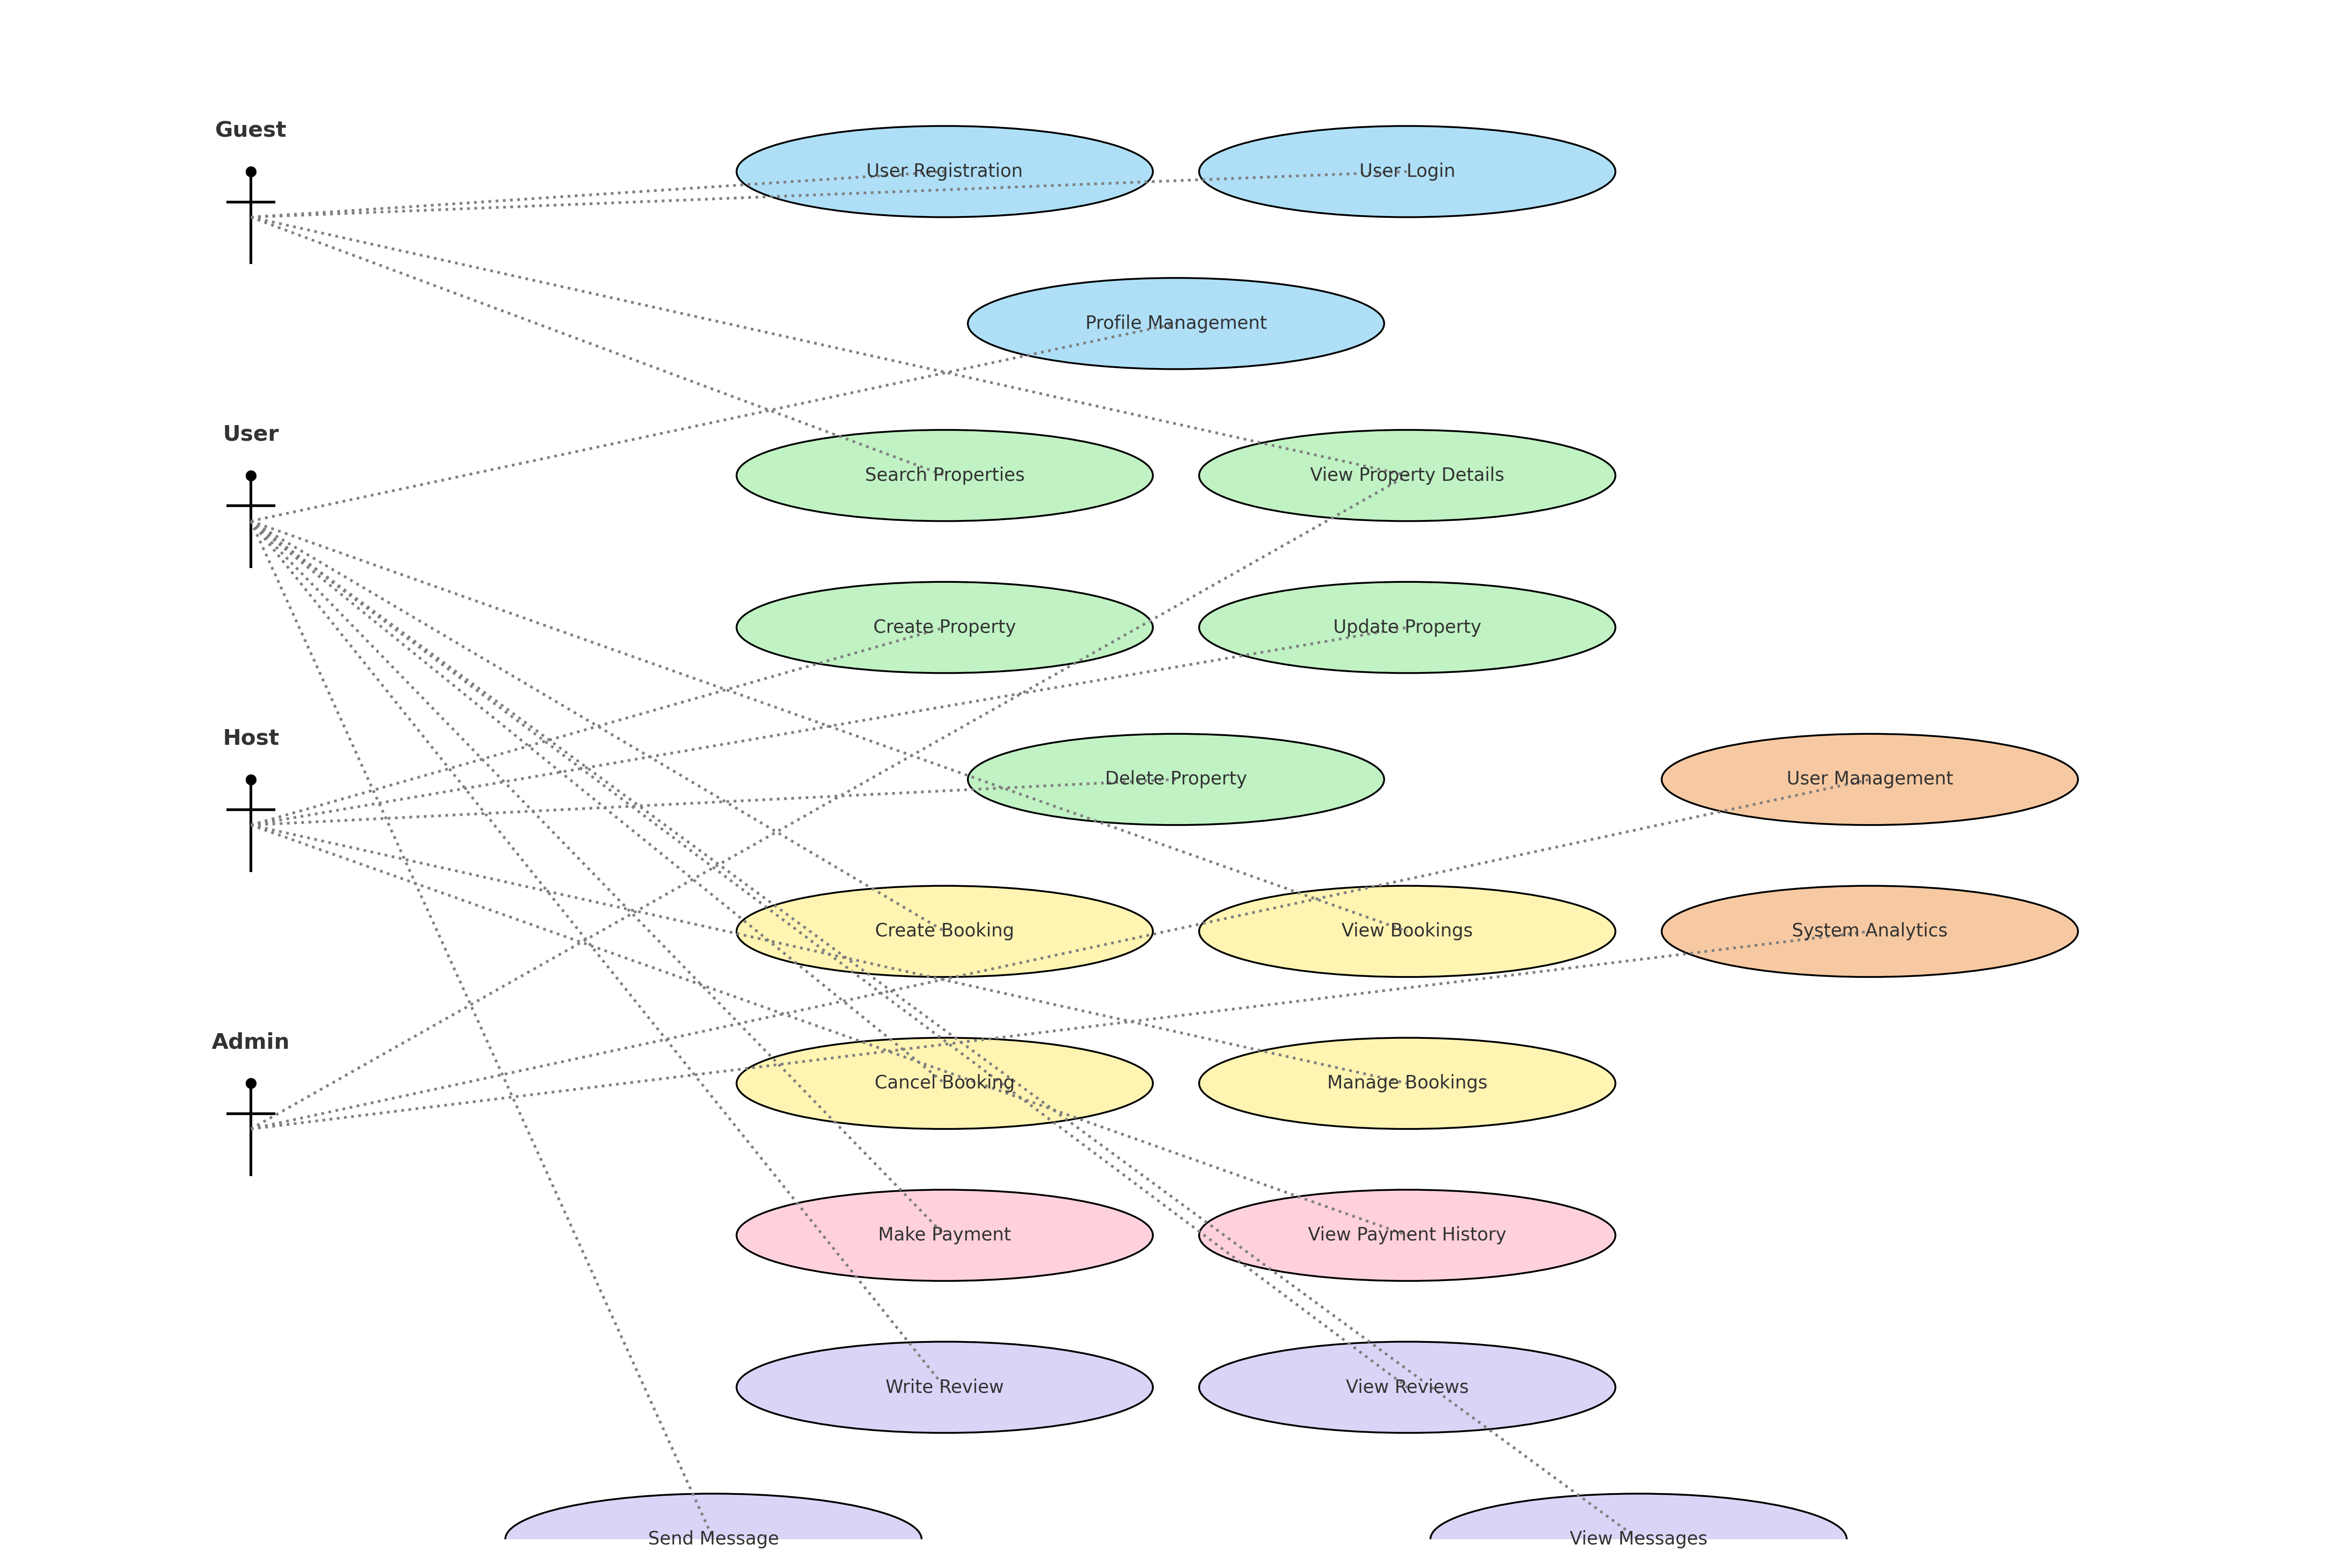 Guest
User Registration
User Login
Profile Management
User
Search Properties
View Property Details
Create Property
Update Property
Host
Delete Property
User Management
Create Booking
View Bookings
System Analytics
Admin
Cancel Booking
Manage Bookings
Make Payment
View Payment History
Write Review
View Reviews
Send Message
View Messages